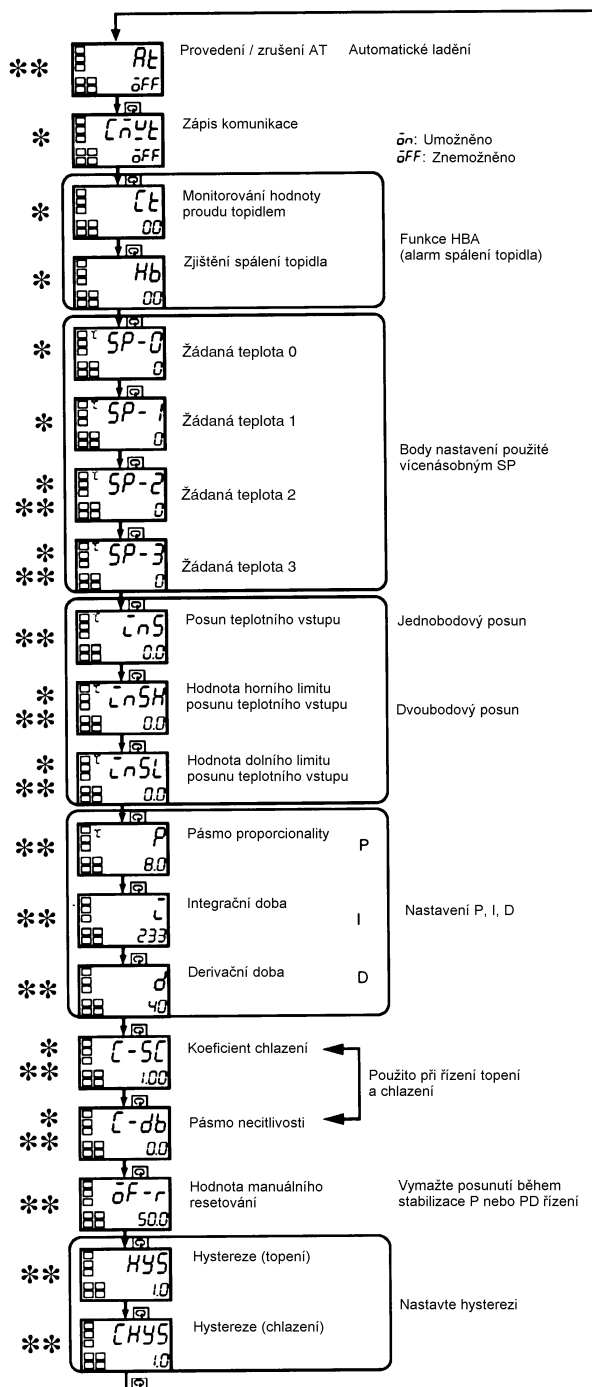 ** At Provedení / zrušení AT Automatické ladění
oFF
* CmWt Zápis komunikace
oFF
on: Umožněno
oFF: Znemožněno
* Ct Monitorování hodnoty
proudu topidlem
00
Funkce HBA
(alarm spálení topidla)
* Hb Zjištění spálení topidla
00
* SP-0 Žádaná teplota 0
0
* SP-1 Žádaná teplota 1
0
Body nastavení použité
vícenásobným SP
*
** SP-2 Žádaná teplota 2
0
*
** SP-3 Žádaná teplota 3
0
** inS Posun teplotního vstupu Jednobodový posun
0.0
*
** inSH Hodnota horního limitu
posunu teplotního vstupu
0.0
Dvoubodový posun
*
** inSL Hodnota dolního limitu
posunu teplotního vstupu
0.0
** P Pásmo proporcionality P
8.0
** i Integrační doba I
233
Nastavení P, I, D
** d Derivační doba D
40
*
** C-SC Koeficient chlazení
1.00
Použito při řízení topení
a chlazení
*
** C-db Pásmo necitlivosti
0.0
** oF-r Hodnota manuálního
resetování
50.0
Vymažte posunutí během
stabilizace P nebo PD řízení
** HYS Hystereze (topení)
1.0
Nastavte hysterezi
** CHYS Hystereze (chlazení)
1.0